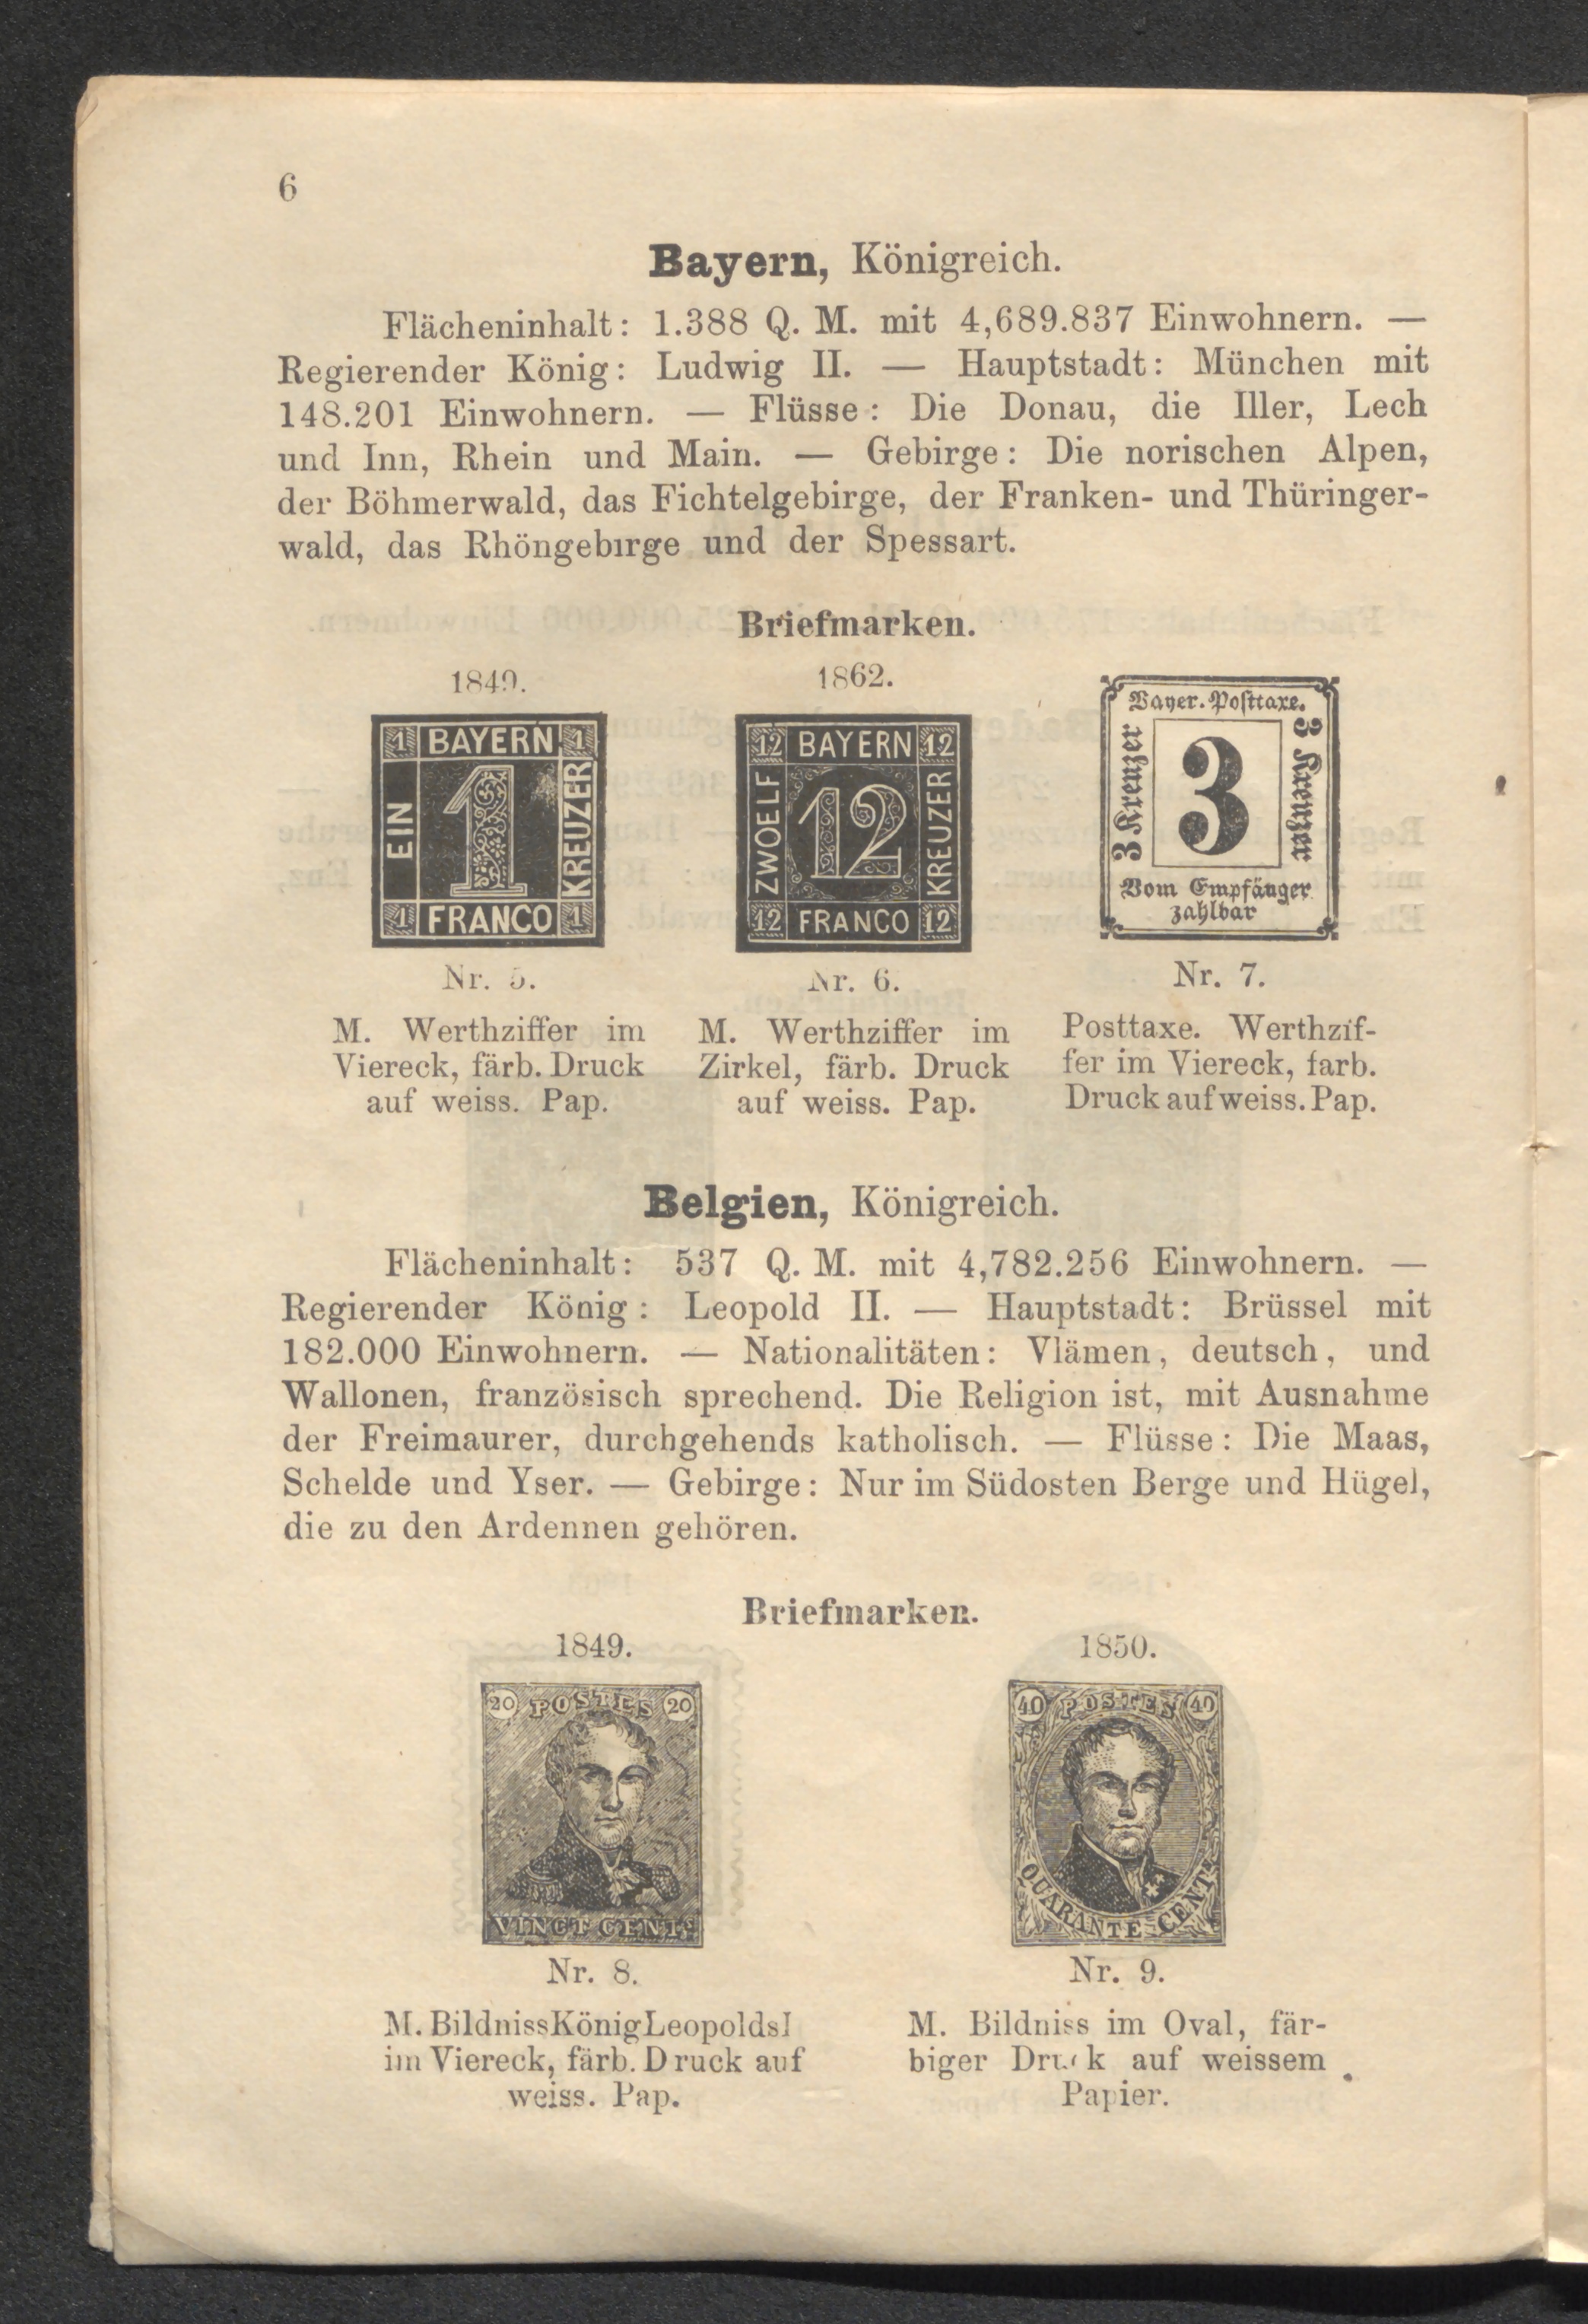 6
Bayern, Königreich.
Flächeninhalt: 1.388 Q. M. mit 4,689.837 Einwohnern. —
Regierender König: Ludwig II. — Hauptstadt: München mit
148.201 Einwohnern. — Flüsse: Die Donau, die Iller, Lech
und Inn, Rhein und Main. — Gebirge: Die norischen Alpen,
der Böhmerwald, das Fichtelgebirge, der Franken- und Thüringer-
wald, das Rhöngebirge und der Spessart.
Briefmarken.
1849.
1 BAYERN 1
EIN 1 KREUZER
1 FRANCO 1
Nr. 5.
M. Werthziffer im
Viereck, färb. Druck
auf weiss. Pap.
1862.
12 BAYERN 12
ZWOELF 12 KREUZER
12 FRANCO 12
Nr. 6.
M. Werthziffer im
Zirkel, färb. Druck
auf weiss. Pap.
Bayer. Posttaxe.
3 Kreuzer 3 3 Kreuzer
Vom Empfänger
zahlbar
Nr. 7.
Posttaxe. Werthzif-
fer im Viereck, farb.
Druck auf weiss. Pap.
Belgien, Königreich.
Flächeninhalt: 537 Q. M. mit 4,782.256 Einwohnern. —
Regierender König: Leopold II. — Hauptstadt: Brüssel mit
182.000 Einwohnern. — Nationalitäten: Vlämen, deutsch, und
Wallonen, französisch sprechend. Die Religion ist, mit Ausnahme
der Freimaurer, durchgehends katholisch. — Flüsse: Die Maas,
Schelde und Yser. — Gebirge: Nur im Südosten Berge und Hügel,
die zu den Ardennen gehören.
Briefmarken.
1849.
20 POSTES 20
VINGT CENTS
Nr. 8.
M. Bildniss König Leopolds I
im Viereck, färb. Druck auf
weiss. Pap.
1850.
40 POSTES 40
QUARANTE CENT.
Nr. 9.
M. Bildniss im Oval, fär-
biger Druck auf weissem
Papier.